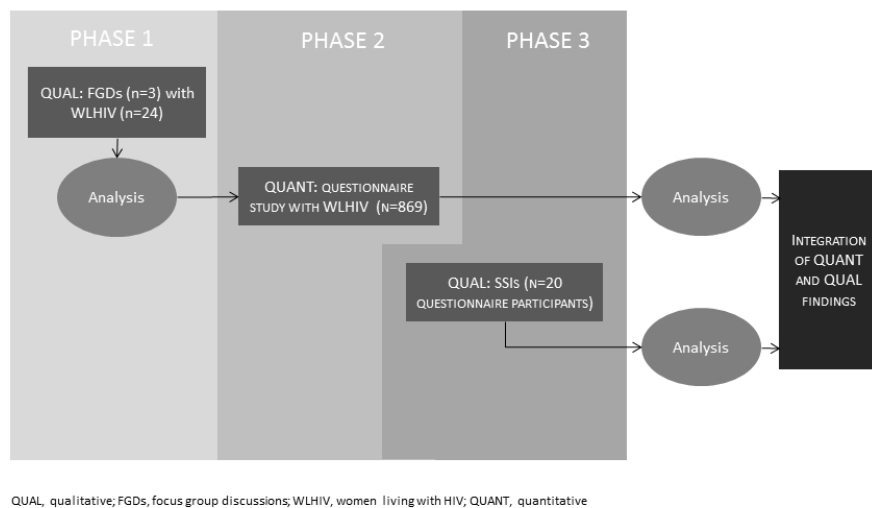 PHASE 1
PHASE 2
PHASE 3
QUAL: FGDs (n=3) with
WLHIV (n=24)
Analysis
QUANT: QUESTIONNAIRE
STUDY WITH WLHIV (N=869)
Analysis
QUAL: SSIs (N=20
QUESTIONNAIRE PARTICIPANTS)
Analysis
INTEGRATION
OF QUANT
AND QUAL
FINDINGS
QUAL, qualitative; FGDs, focus group discussions; WLHIV, women living with HIV; QUANT, quantitative